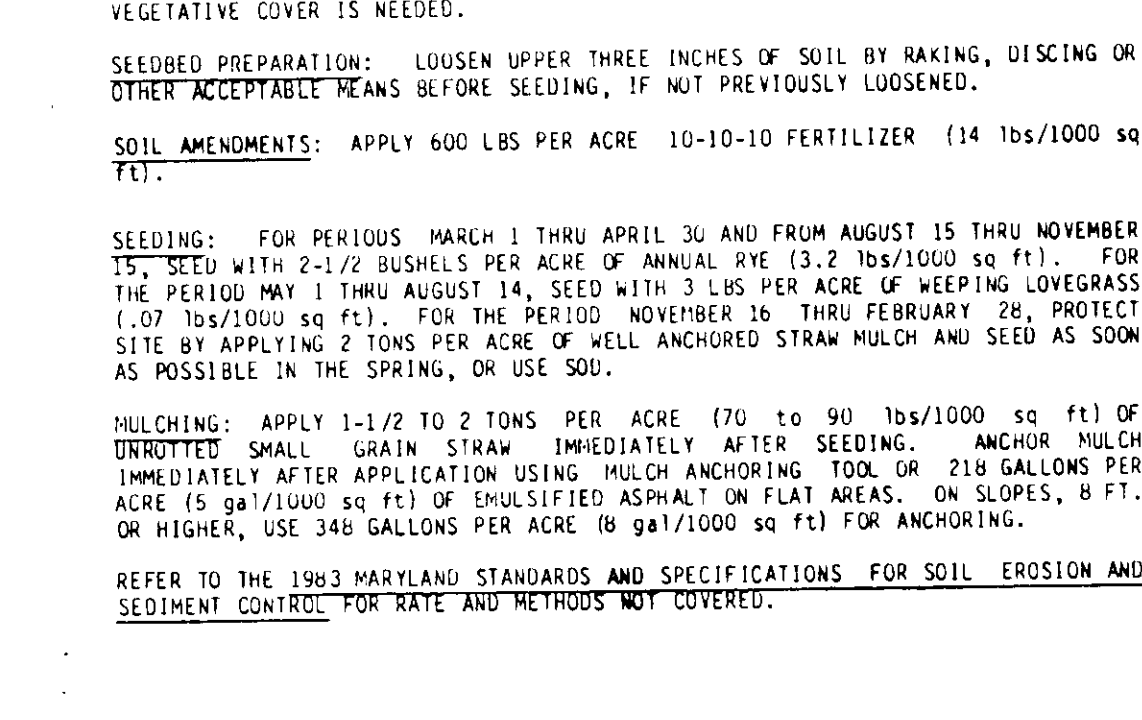 VEGETATIVE COVER IS NEEDED.
SEEDBED PREPARATION: LOOSEN UPPER THREE INCHES OF SOIL BY RAKING, DISCING OR
OTHER ACCEPTABLE MEANS BEFORE SEEDING, IF NOT PREVIOUSLY LOOSENED.
SOIL AMENDMENTS: APPLY 600 LBS PER ACRE 10-10-10 FERTILIZER (14 lbs/1000 sq
ft).
SEEDING: FOR PERIODS MARCH 1 THRU APRIL 30 AND FROM AUGUST 15 THRU NOVEMBER
15, SEED WITH 2-1/2 BUSHELS PER ACRE OF ANNUAL RYE (3.2 lbs/1000 sq ft). FOR
THE PERIOD MAY 1 THRU AUGUST 14, SEED WITH 3 LBS PER ACRE OF WEEPING LOVEGRASS
(.07 lbs/1000 sq ft). FOR THE PERIOD NOVEMBER 16 THRU FEBRUARY 28, PROTECT
SITE BY APPLYING 2 TONS PER ACRE OF WELL ANCHORED STRAW MULCH AND SEED AS SOON
AS POSSIBLE IN THE SPRING, OR USE SOD.
MULCHING: APPLY 1-1/2 TO 2 TONS PER ACRE (70 to 90 lbs/1000 sq ft) OF
UNROTTED SMALL GRAIN STRAW IMMEDIATELY AFTER SEEDING. ANCHOR MULCH
IMMEDIATELY AFTER APPLICATION USING MULCH ANCHORING TOOL OR 218 GALLONS PER
ACRE (5 gal/1000 sq ft) OF EMULSIFIED ASPHALT ON FLAT AREAS. ON SLOPES, 8 FT.
OR HIGHER, USE 348 GALLONS PER ACRE (8 gal/1000 sq ft) FOR ANCHORING.
REFER TO THE 1983 MARYLAND STANDARDS AND SPECIFICATIONS FOR SOIL EROSION AND
SEDIMENT CONTROL FOR RATE AND METHODS NOT COVERED.